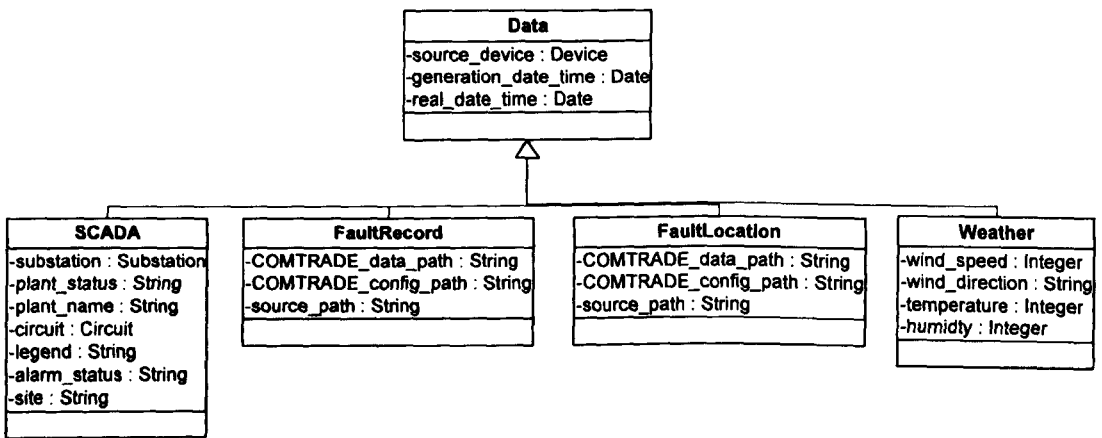 Data
-source_device : Device
-generation_date_time : Date
-real_date_time : Date
SCADA
-substation : Substation
-plant_status : String
-plant_name : String
-circuit : Circuit
-legend : String
-alarm_status : String
-site : String
FaultRecord
-COMTRADE_data_path : String
-COMTRADE_config_path : String
-source_path : String
FaultLocation
-COMTRADE_data_path : String
-COMTRADE_config_path : String
-source_path : String
Weather
-wind_speed : Integer
-wind_direction : String
-temperature : Integer
-humidty : Integer